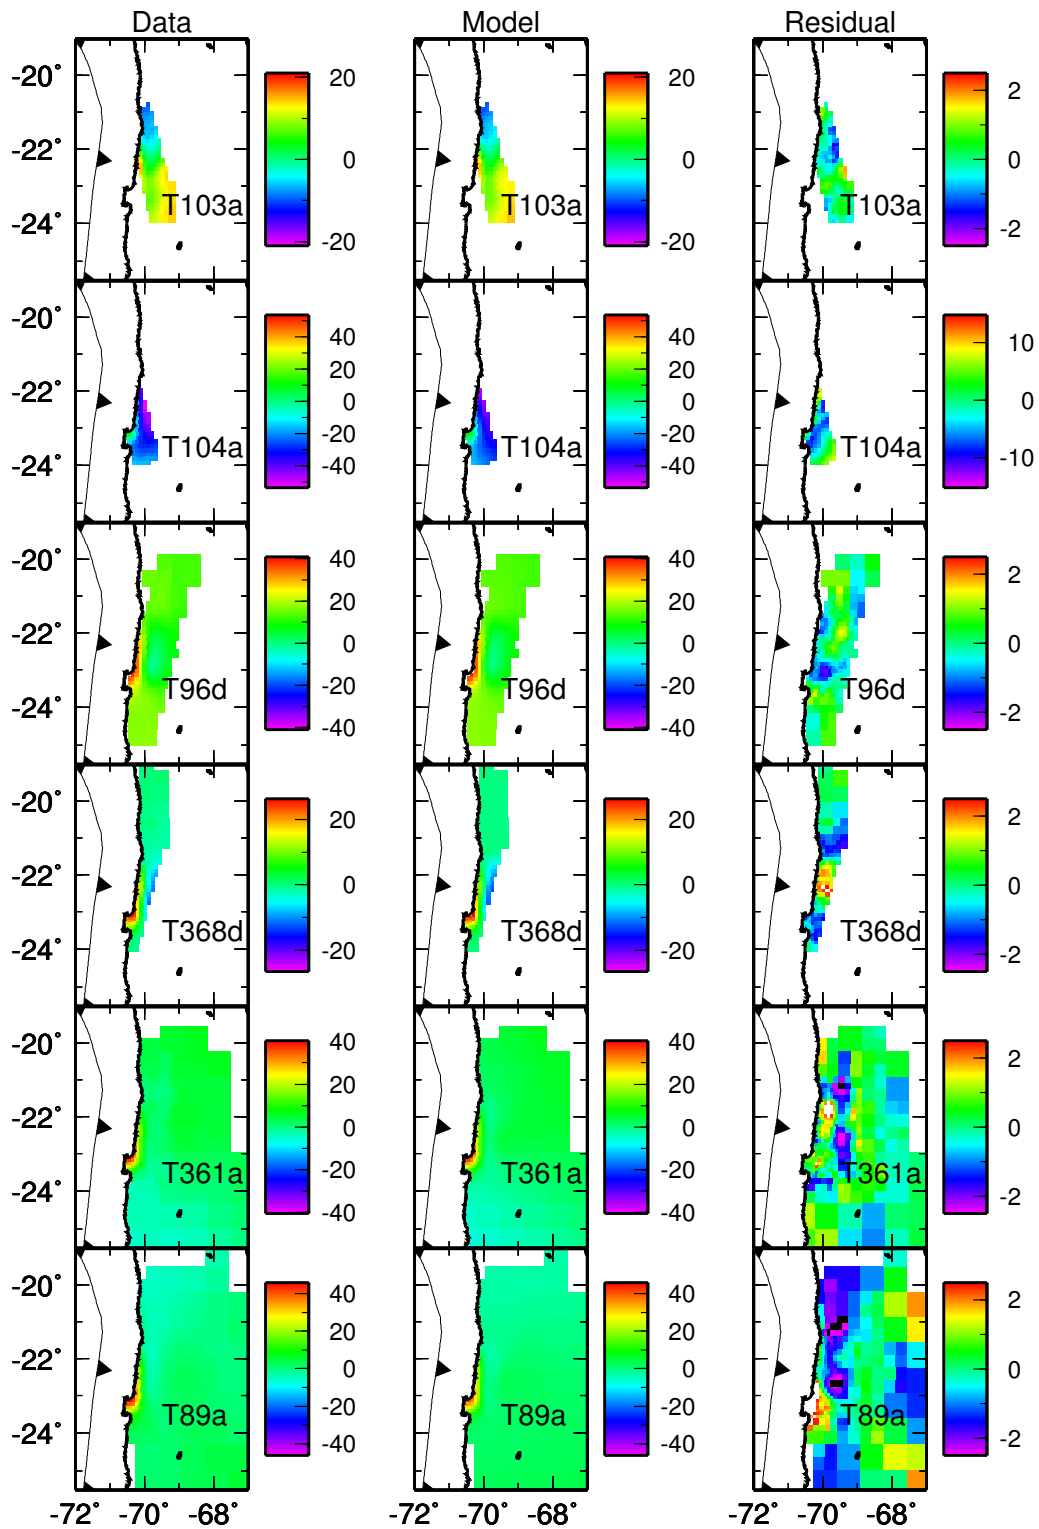 Data Model Residual
-20° 20 20 2
-22° 0 0 0
-24° T103a -20 T103a -20 T103a -2
-20° 40 40 10
20 20
-22° 0 0 0
-20 -20
-24° T104a -40 T104a -40 T104a -10
-20° 40 40 2
20 20
-22° 0 0 0
-20 -20
-24° T96d -40 T96d -40 T96d -2
-20° 20 20 2
-22° 0 0 0
-24° T368d -20 T368d -20 T368d -2
-20° 40 40 2
20 20
-22° 0 0 0
-20 -20
-24° T361a -40 T361a -40 T361a -2
-20° 40 40 2
20 20
-22° 0 0 0
-20 -20
-24° T89a -40 T89a -40 T89a -2
-72° -70° -68° -72° -70° -68° -72° -70° -68°